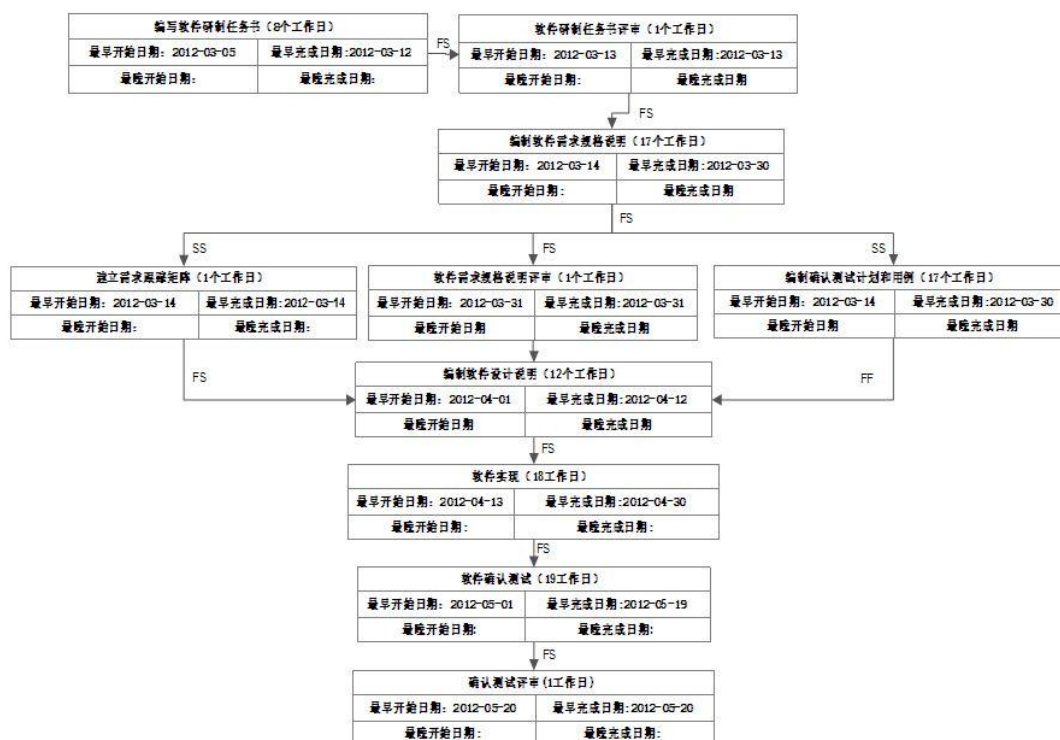 编写软件研制任务书（8个工作日）
最早开始日期：2012-03-05 最早完成日期:2012-03-12
最晚开始日期： 最晚完成日期：
FS
软件研制任务书评审（1个工作日）
最早开始日期：2012-03-13 最早完成日期:2012-03-13
最晚开始日期： 最晚完成日期
FS
编制软件需求规格说明（17个工作日）
最早开始日期：2012-03-14 最早完成日期:2012-03-30
最晚开始日期： 最晚完成日期
FS
SS
FS
SS
建立需求跟踪矩阵（1个工作日）
最早开始日期：2012-03-14 最早完成日期:2012-03-14
最晚开始日期： 最晚完成日期：
软件需求规格说明评审（1个工作日）
最早开始日期：2012-03-31 最早完成日期:2012-03-31
最晚开始日期 最晚完成日期
编制确认测试计划和用例（17个工作日）
最早开始日期：2012-03-14 最早完成日期:2012-03-30
最晚开始日期 最晚完成日期
FS
FF
编制软件设计说明（12个工作日）
最早开始日期：2012-04-01 最早完成日期:2012-04-12
最晚开始日期 最晚完成日期
FS
软件实现（18工作日）
最早开始日期：2012-04-13 最早完成日期:2012-04-30
最晚开始日期： 最晚完成日期：
FS
软件确认测试（19工作日）
最早开始日期：2012-05-01 最早完成日期:2012-05-19
最晚开始日期： 最晚完成日期：
FS
确认测试评审(1工作日)
最早开始日期：2012-05-20 最早完成日期:2012-05-20
最晚开始日期： 最晚完成日期：